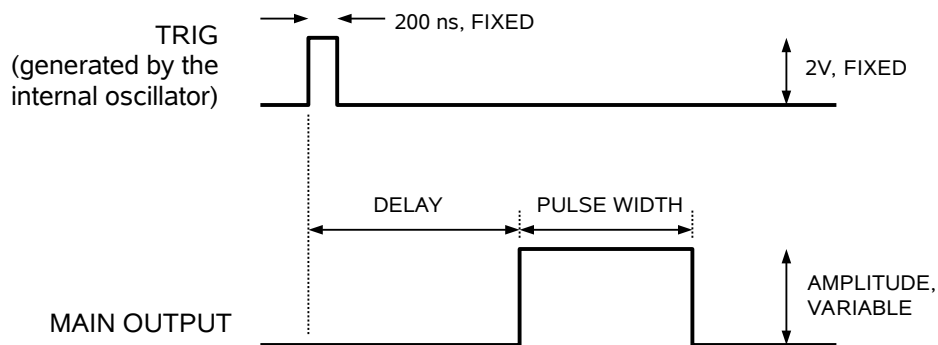 200 ns, FIXED
TRIG
(generated by the
internal oscillator)
2V, FIXED
DELAY
PULSE WIDTH
AMPLITUDE,
VARIABLE
MAIN OUTPUT